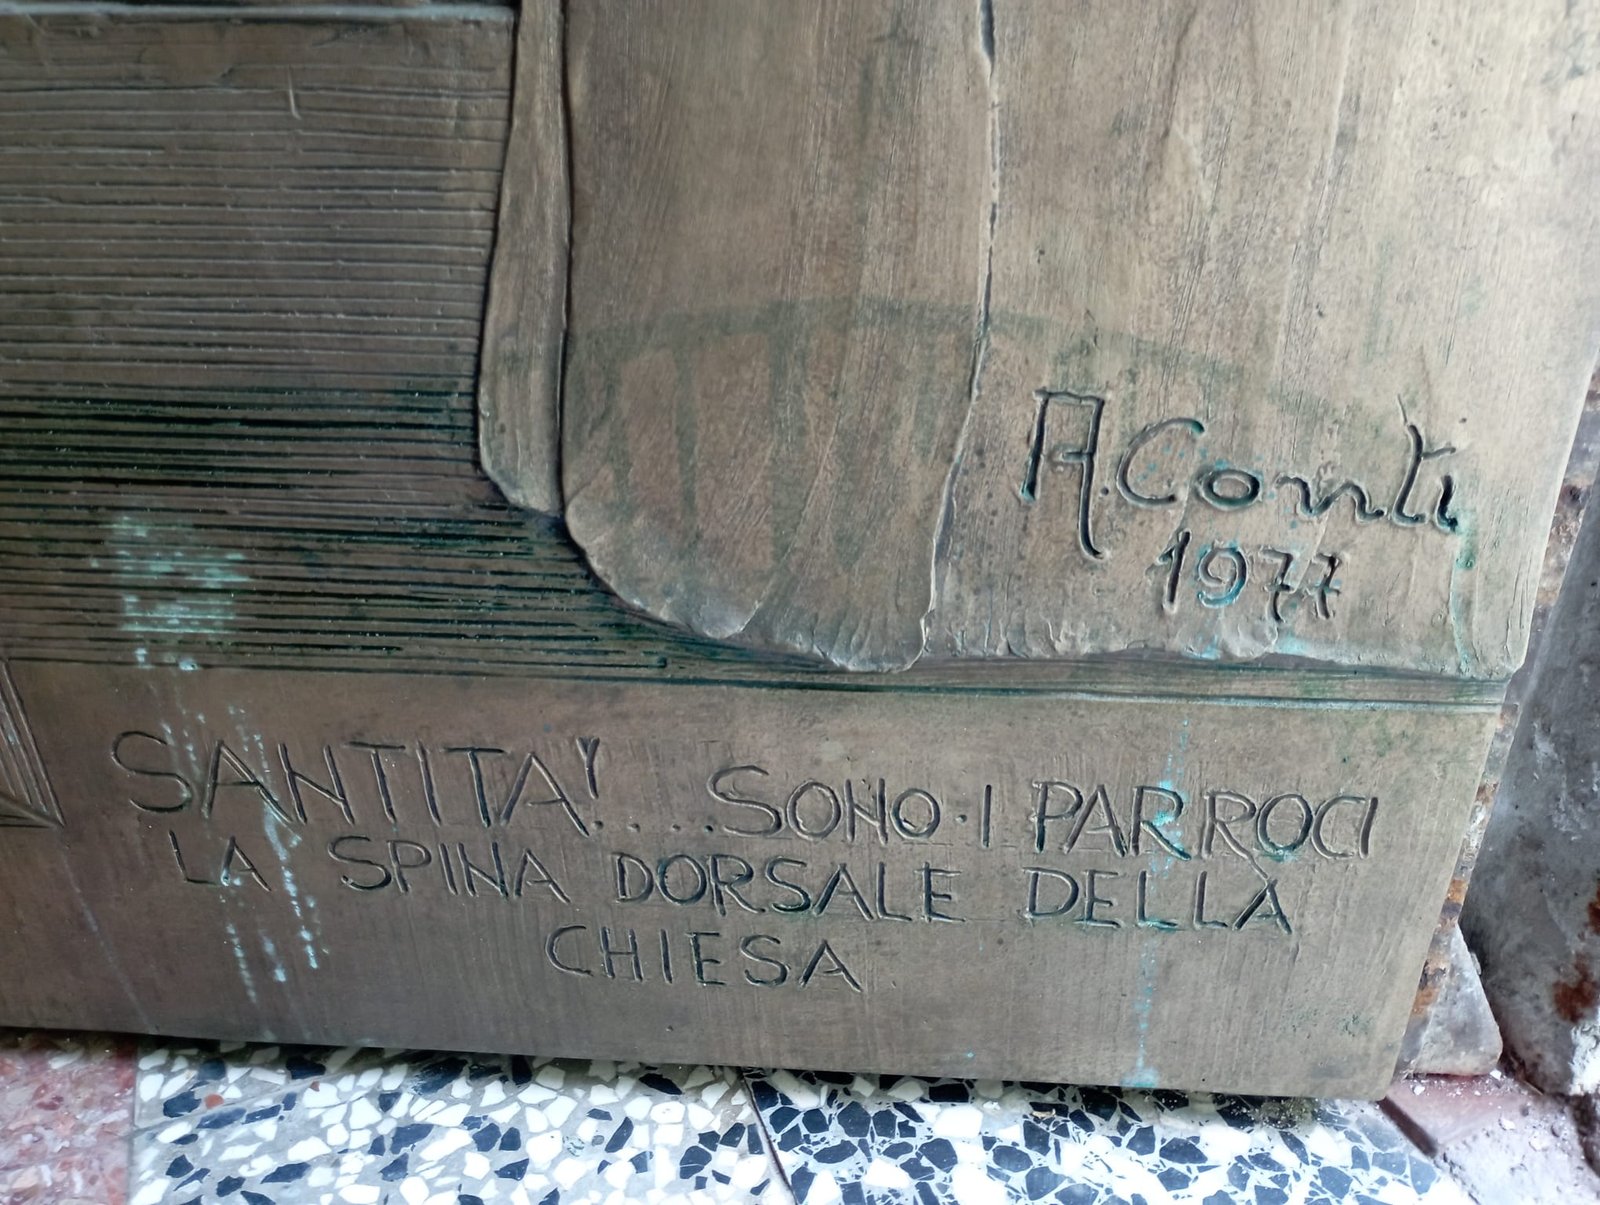 A. Conti
1977
SANTITA'!....SONO·I PARROCI
LA SPINA DORSALE DELLA
CHIESA